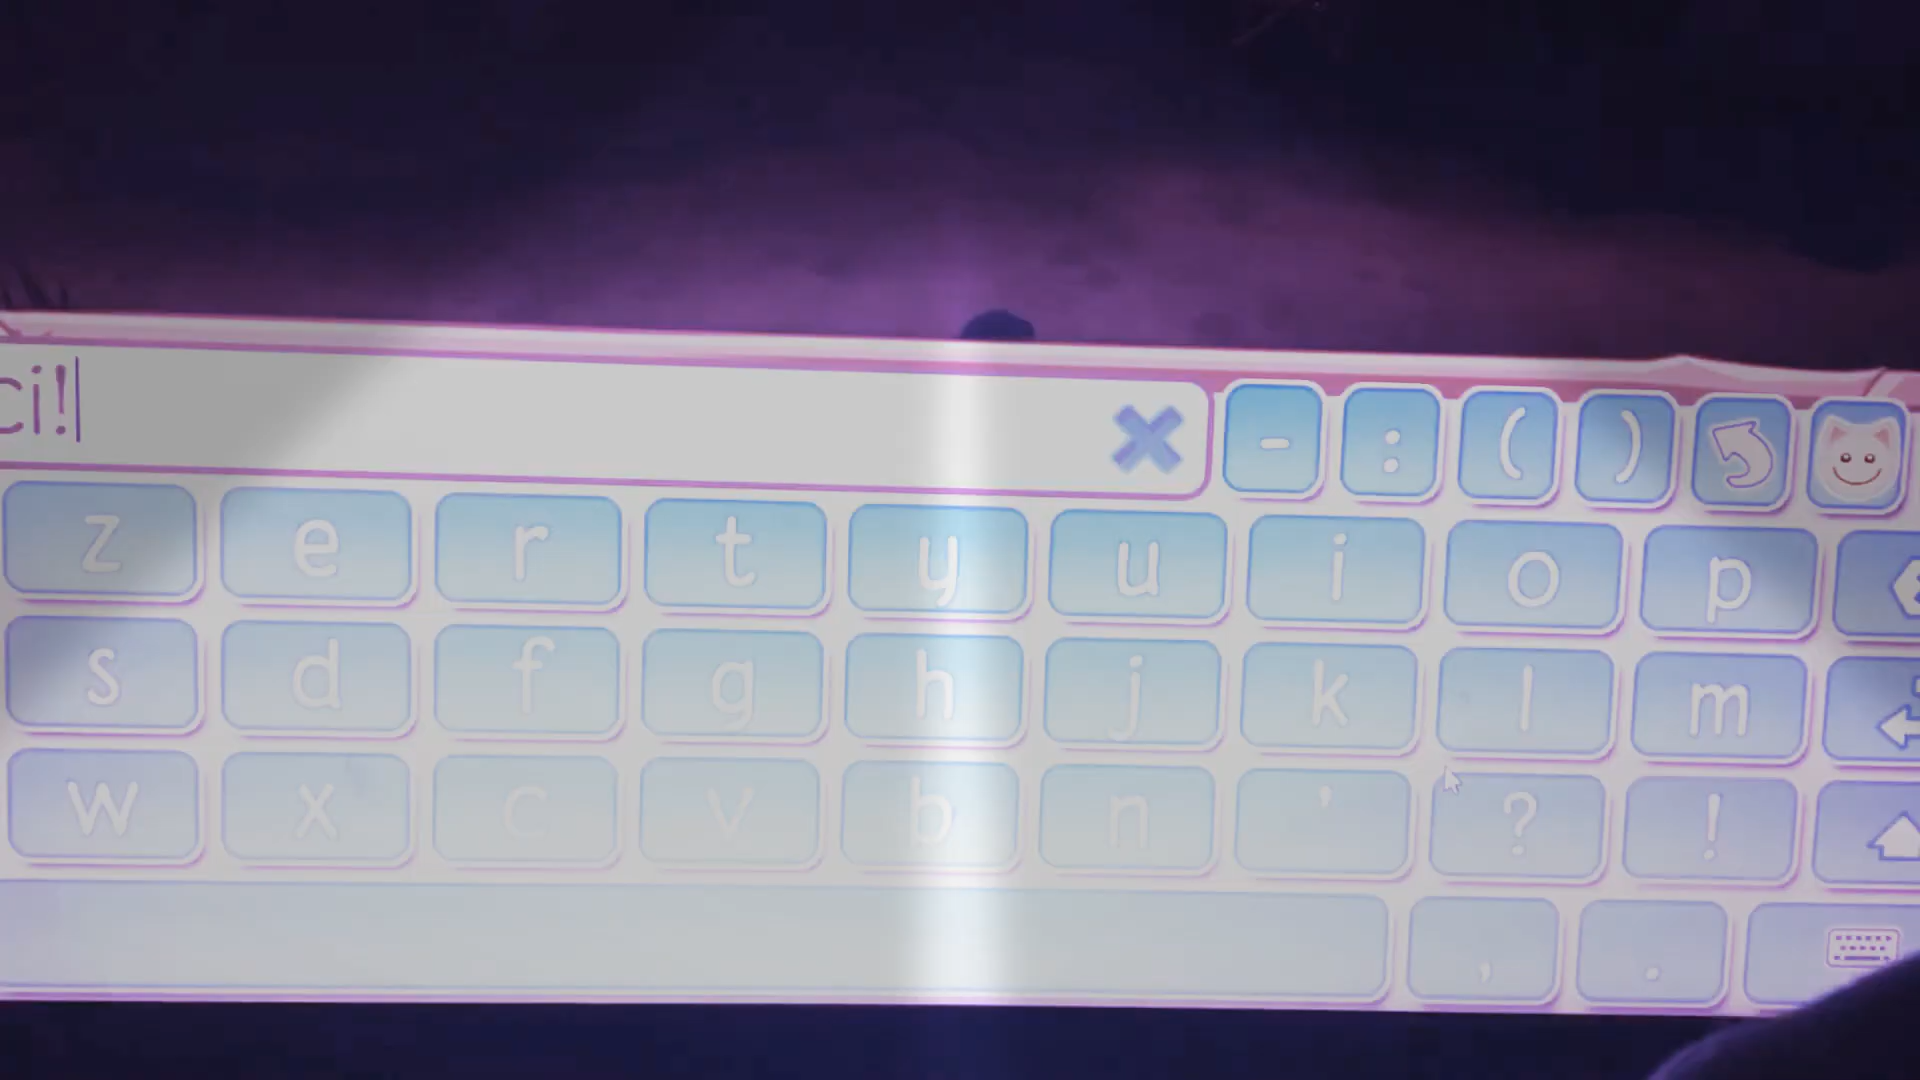 ci!
- : ( )
z e r t y u i o p
s d f g h j k l m
w x c v b n ' ? !
, .